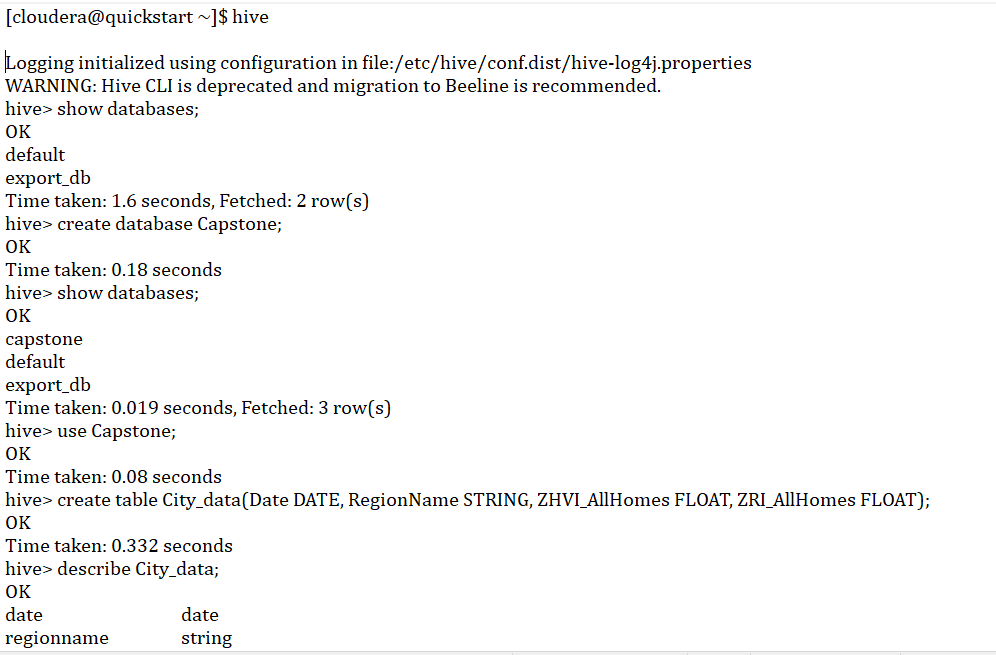 [cloudera@quickstart ~]$ hive
Logging initialized using configuration in file:/etc/hive/conf.dist/hive-log4j.properties
WARNING: Hive CLI is deprecated and migration to Beeline is recommended.
hive> show databases;
OK
default
export_db
Time taken: 1.6 seconds, Fetched: 2 row(s)
hive> create database Capstone;
OK
Time taken: 0.18 seconds
hive> show databases;
OK
capstone
default
export_db
Time taken: 0.019 seconds, Fetched: 3 row(s)
hive> use Capstone;
OK
Time taken: 0.08 seconds
hive> create table City_data(Date DATE, RegionName STRING, ZHVI_AllHomes FLOAT, ZRI_AllHomes FLOAT);
OK
Time taken: 0.332 seconds
hive> describe City_data;
OK
date date
regionname string